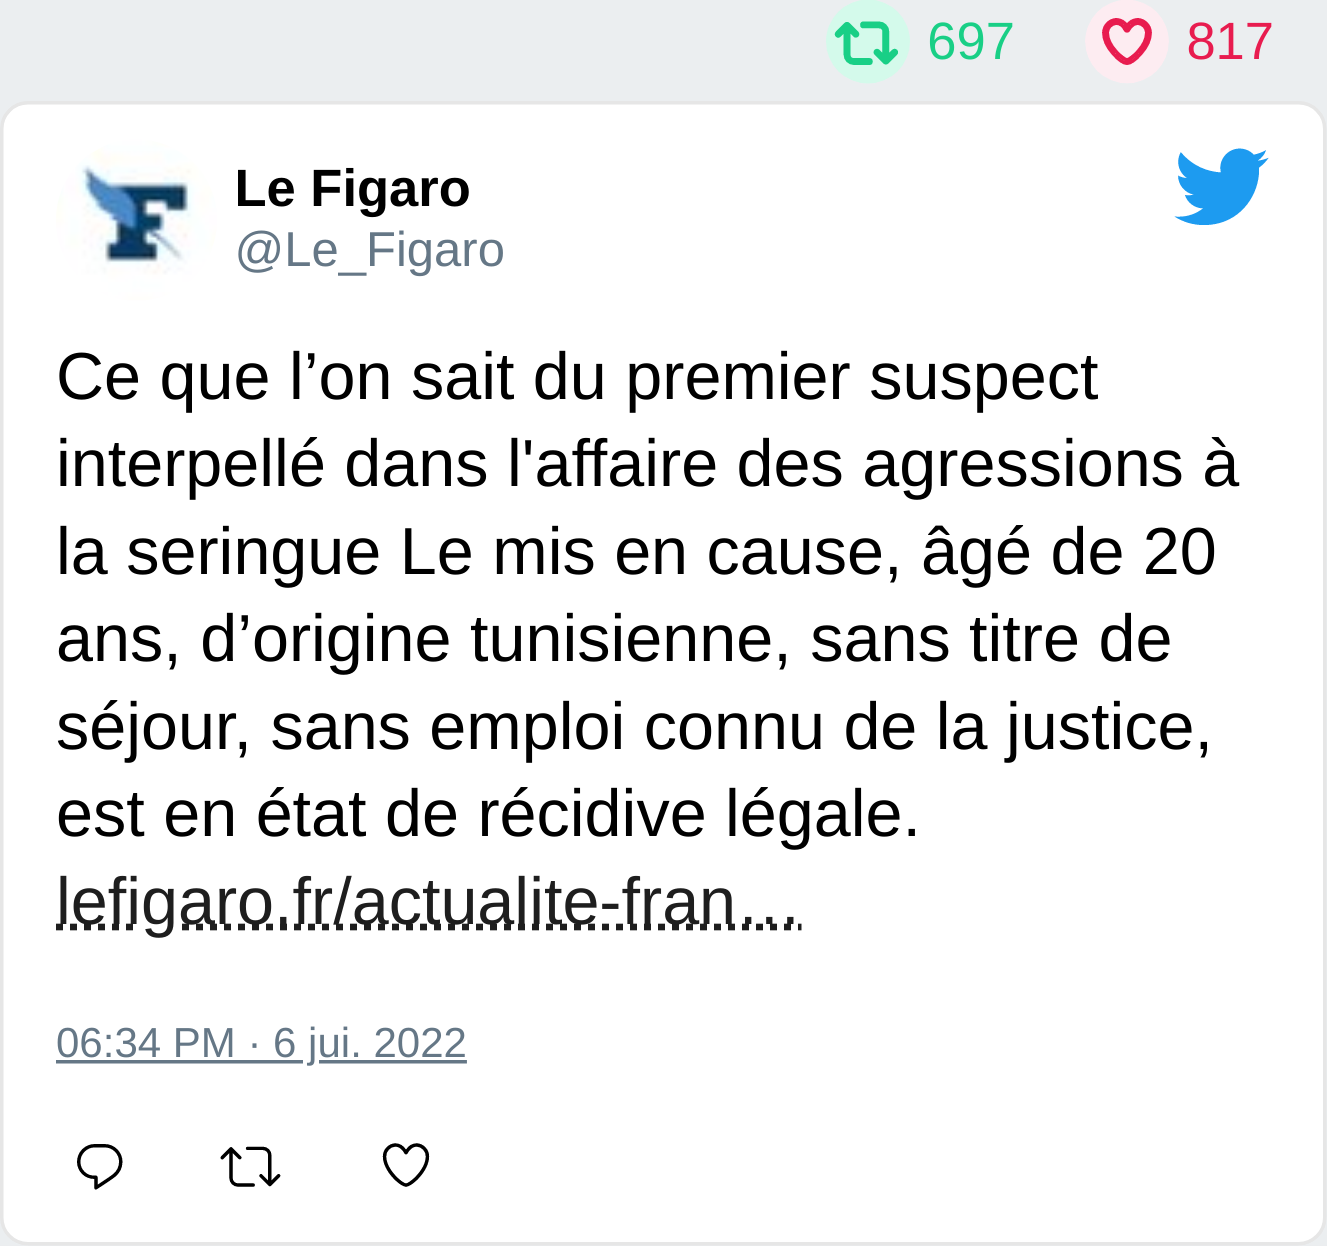 697 817
Le Figaro
@Le_Figaro
Ce que l’on sait du premier suspect
interpellé dans l'affaire des agressions à
la seringue Le mis en cause, âgé de 20
ans, d’origine tunisienne, sans titre de
séjour, sans emploi connu de la justice,
est en état de récidive légale.
lefigaro.fr/actualite-fran…
06:34 PM · 6 jui. 2022